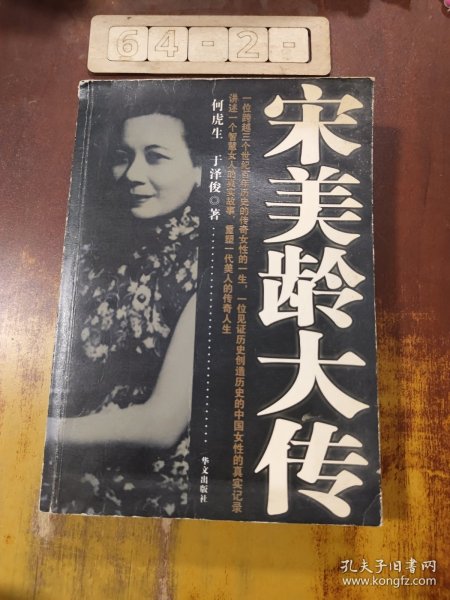 64-2-
宋美龄大传
一位跨越三个世纪百年历史的传奇女性的一生，一位见证历史创造历史的中国女性的真实记录
讲述一个智慧女人的真实故事 重塑一代美人的传奇人生
何虎生 于泽俊◎著
华文出版社
孔夫子旧书网
www.kongfz.com